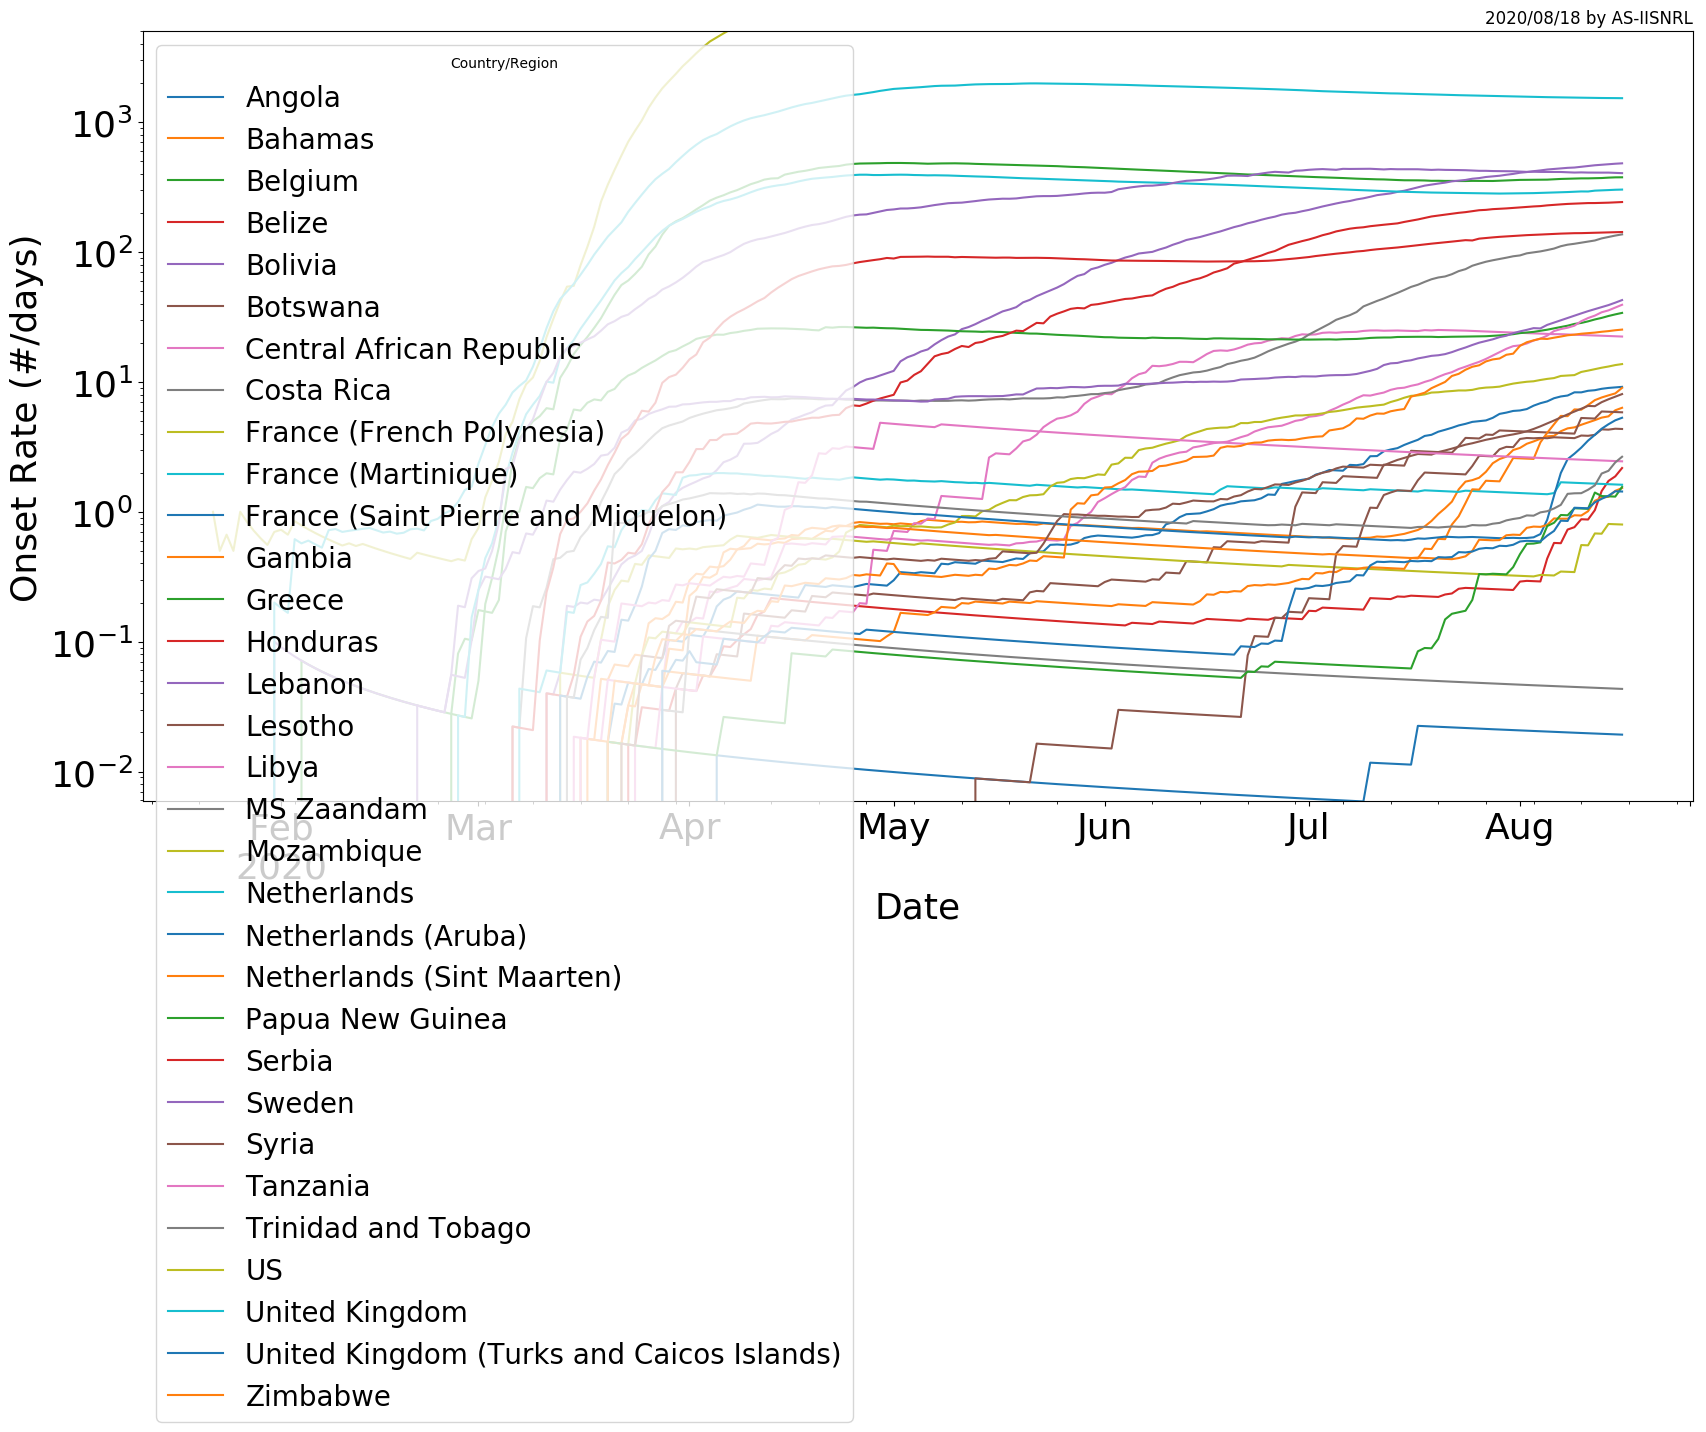 2020/08/18 by AS-IISNRL
Country/Region
Angola
Bahamas
Belgium
Belize
Bolivia
Botswana
Central African Republic
Costa Rica
France (French Polynesia)
France (Martinique)
France (Saint Pierre and Miquelon)
Gambia
Greece
Honduras
Lebanon
Lesotho
Libya
MS Zaandam
Mozambique
Netherlands
Netherlands (Aruba)
Netherlands (Sint Maarten)
Papua New Guinea
Serbia
Sweden
Syria
Tanzania
Trinidad and Tobago
US
United Kingdom
United Kingdom (Turks and Caicos Islands)
Zimbabwe
Onset Rate (#/days)
10³
10²
10¹
10⁰
10⁻¹
10⁻²
Feb Mar Apr May Jun Jul Aug
2020
Date